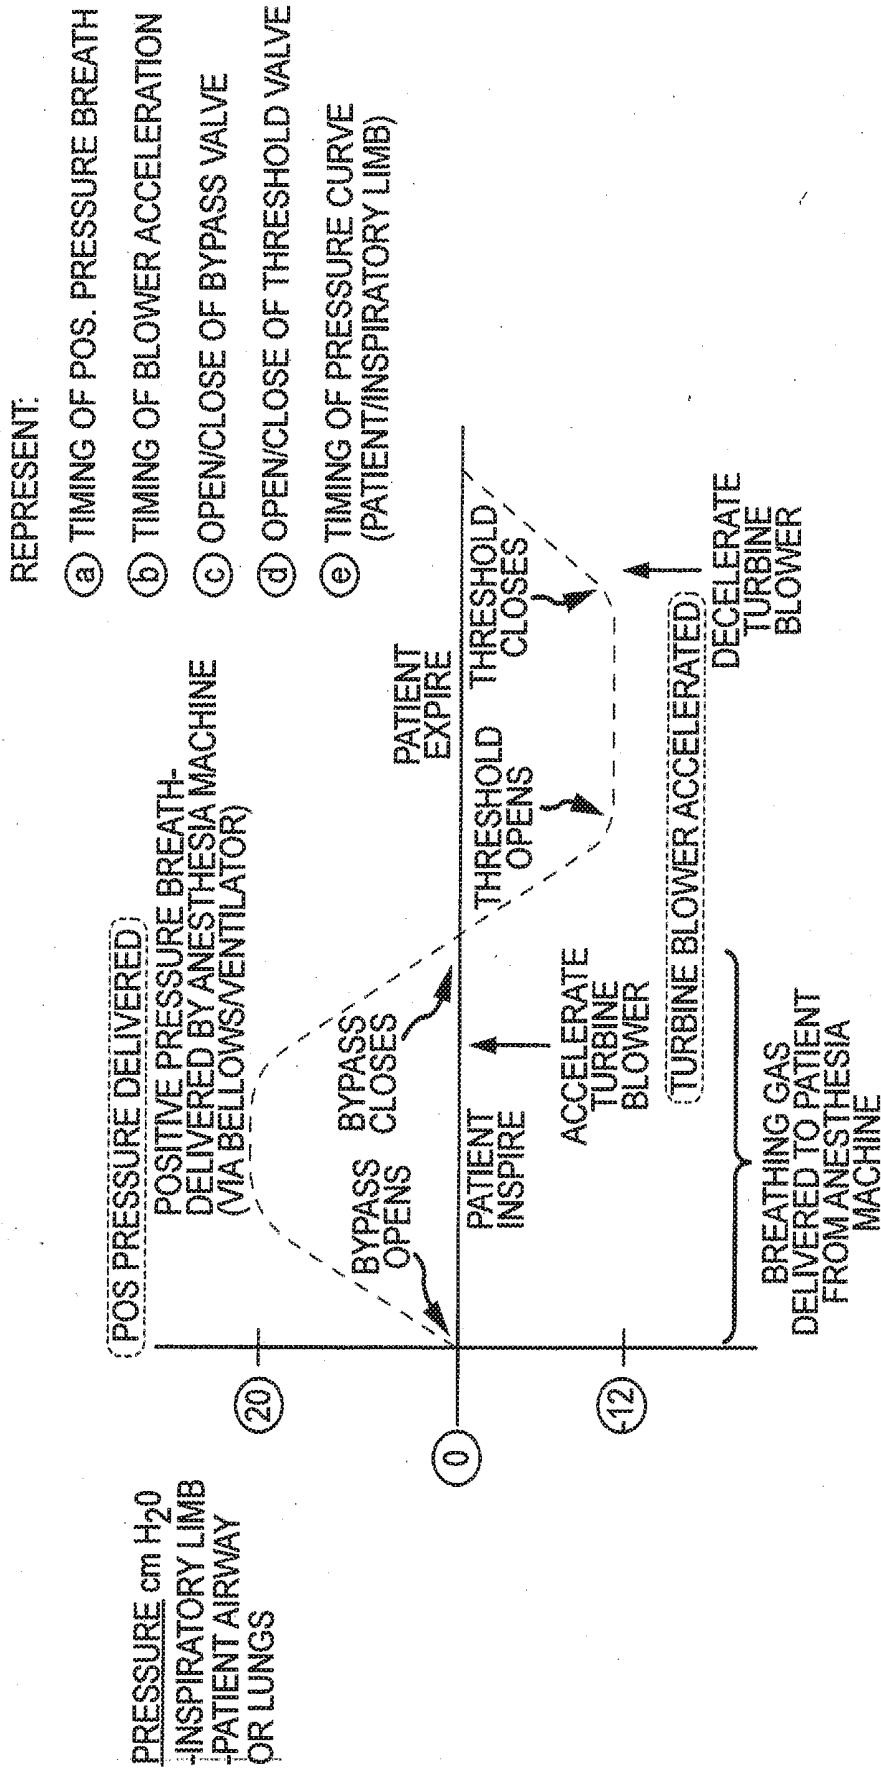 PRESSURE cm H20
-INSPIRATORY LIMB
-PATIENT AIRWAY
OR LUNGS
20
0
-12
POS PRESSURE DELIVERED
POSITIVE PRESSURE BREATH-
DELIVERED BY ANESTHESIA MACHINE
(VIA BELLOWS/VENTILATOR)
BYPASS
OPENS
BYPASS
CLOSES
PATIENT
INSPIRE
PATIENT
EXPIRE
THRESHOLD
OPENS
THRESHOLD
CLOSES
ACCELERATE
TURBINE
BLOWER
TURBINE BLOWER ACCELERATED
DECELERATE
TURBINE
BLOWER
BREATHING GAS
DELIVERED TO PATIENT
FROM ANESTHESIA
MACHINE
REPRESENT:
a TIMING OF POS. PRESSURE BREATH
b TIMING OF BLOWER ACCELERATION
c OPEN/CLOSE OF BYPASS VALVE
d OPEN/CLOSE OF THRESHOLD VALVE
e TIMING OF PRESSURE CURVE
(PATIENT/INSPIRATORY LIMB)